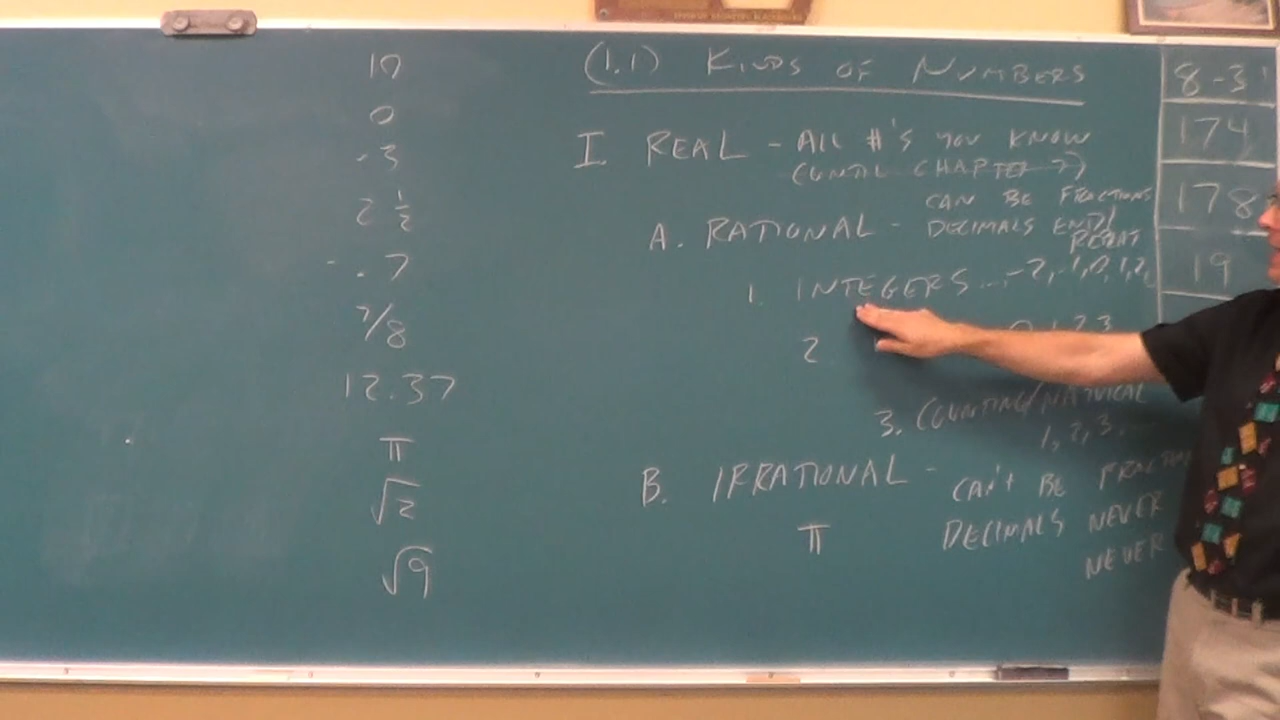 10
0
-3
2 1/2
-.7
7/8
12.37
π
√2
√9
(1.1) KINDS OF NUMBERS
I. REAL - ALL #'S YOU KNOW
(UNTIL CHAPTER 7)
CAN BE FRACTIONS
A. RATIONAL - DECIMALS END/
REPEAT
1. INTEGERS ...-2,-1,0,1,2,
2 0,1,2,3
3. COUNTING/NATURAL
1,2,3.
B. IRRATIONAL - CAN'T BE
π DECIMALS NEVER
NEVER
8-31
174
178
19